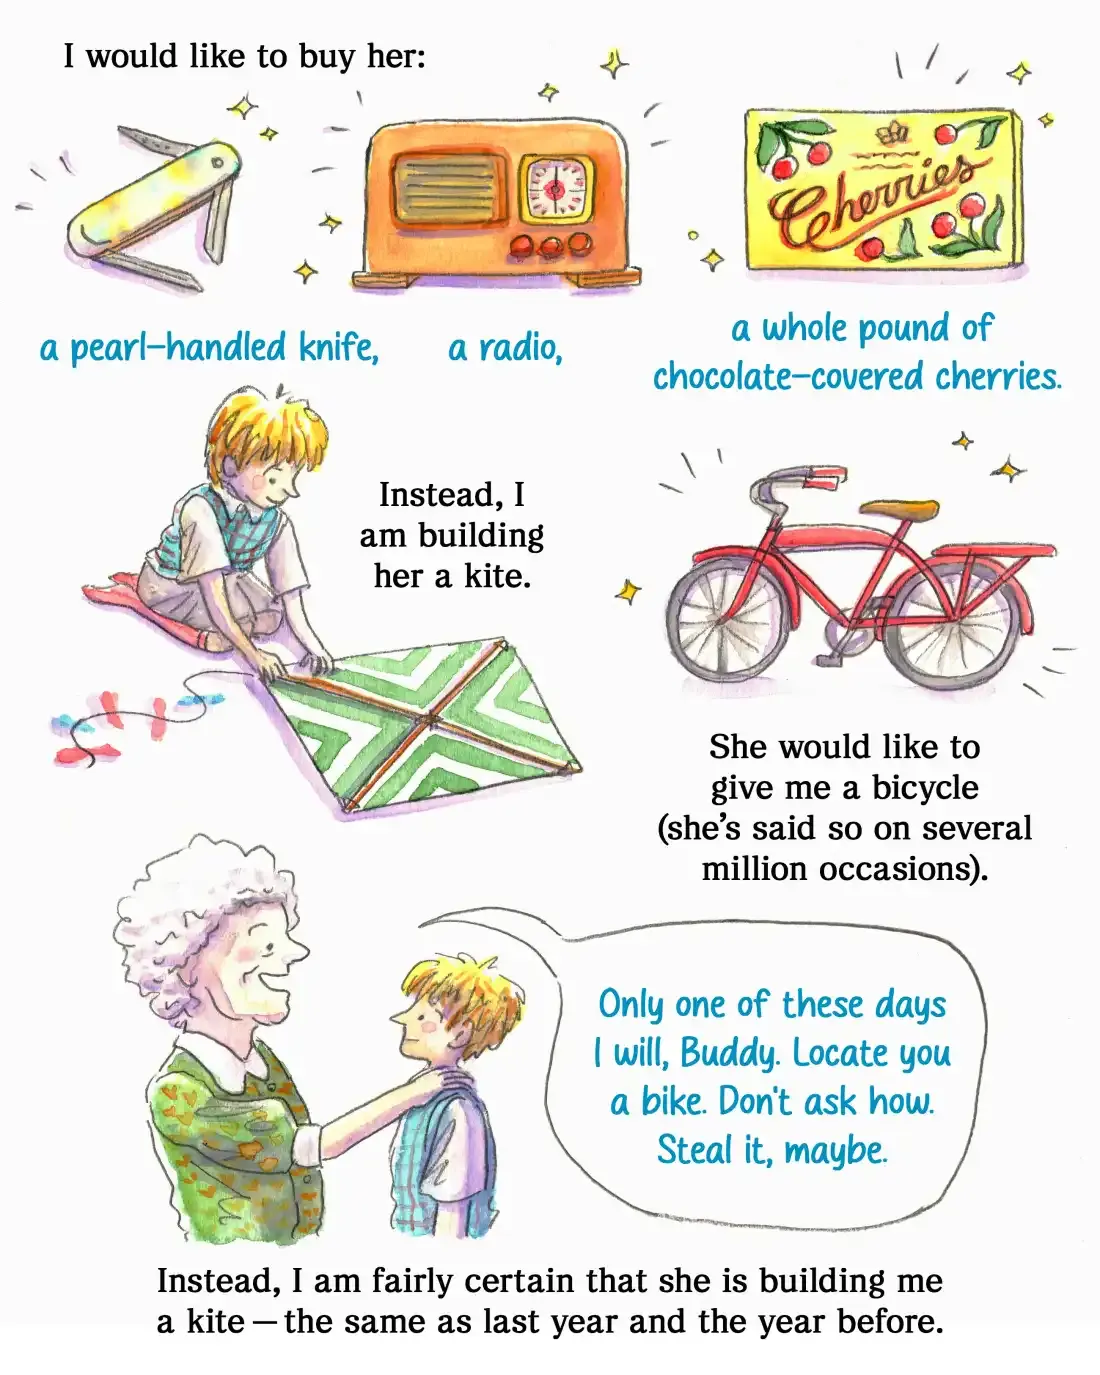 I would like to buy her:
Cherries
a pearl–handled knife,
a radio,
a whole pound of
chocolate–covered cherries.
Instead, I
am building
her a kite.
She would like to
give me a bicycle
(she's said so on several
million occasions).
Only one of these days
I will, Buddy. Locate you
a bike. Don't ask how.
Steal it, maybe.
Instead, I am fairly certain that she is building me
a kite — the same as last year and the year before.